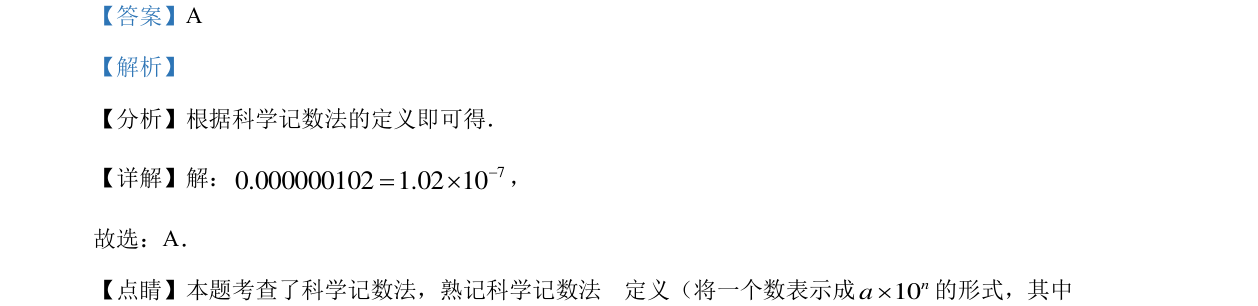 【答案】A
【解析】
【分析】根据科学记数法的定义即可得．
【详解】解：0.000000102＝1.02×10⁻⁷，
故选：A．
【点睛】本题考查了科学记数法，熟记科学记数法 定义（将一个数表示成a×10ⁿ的形式，其中